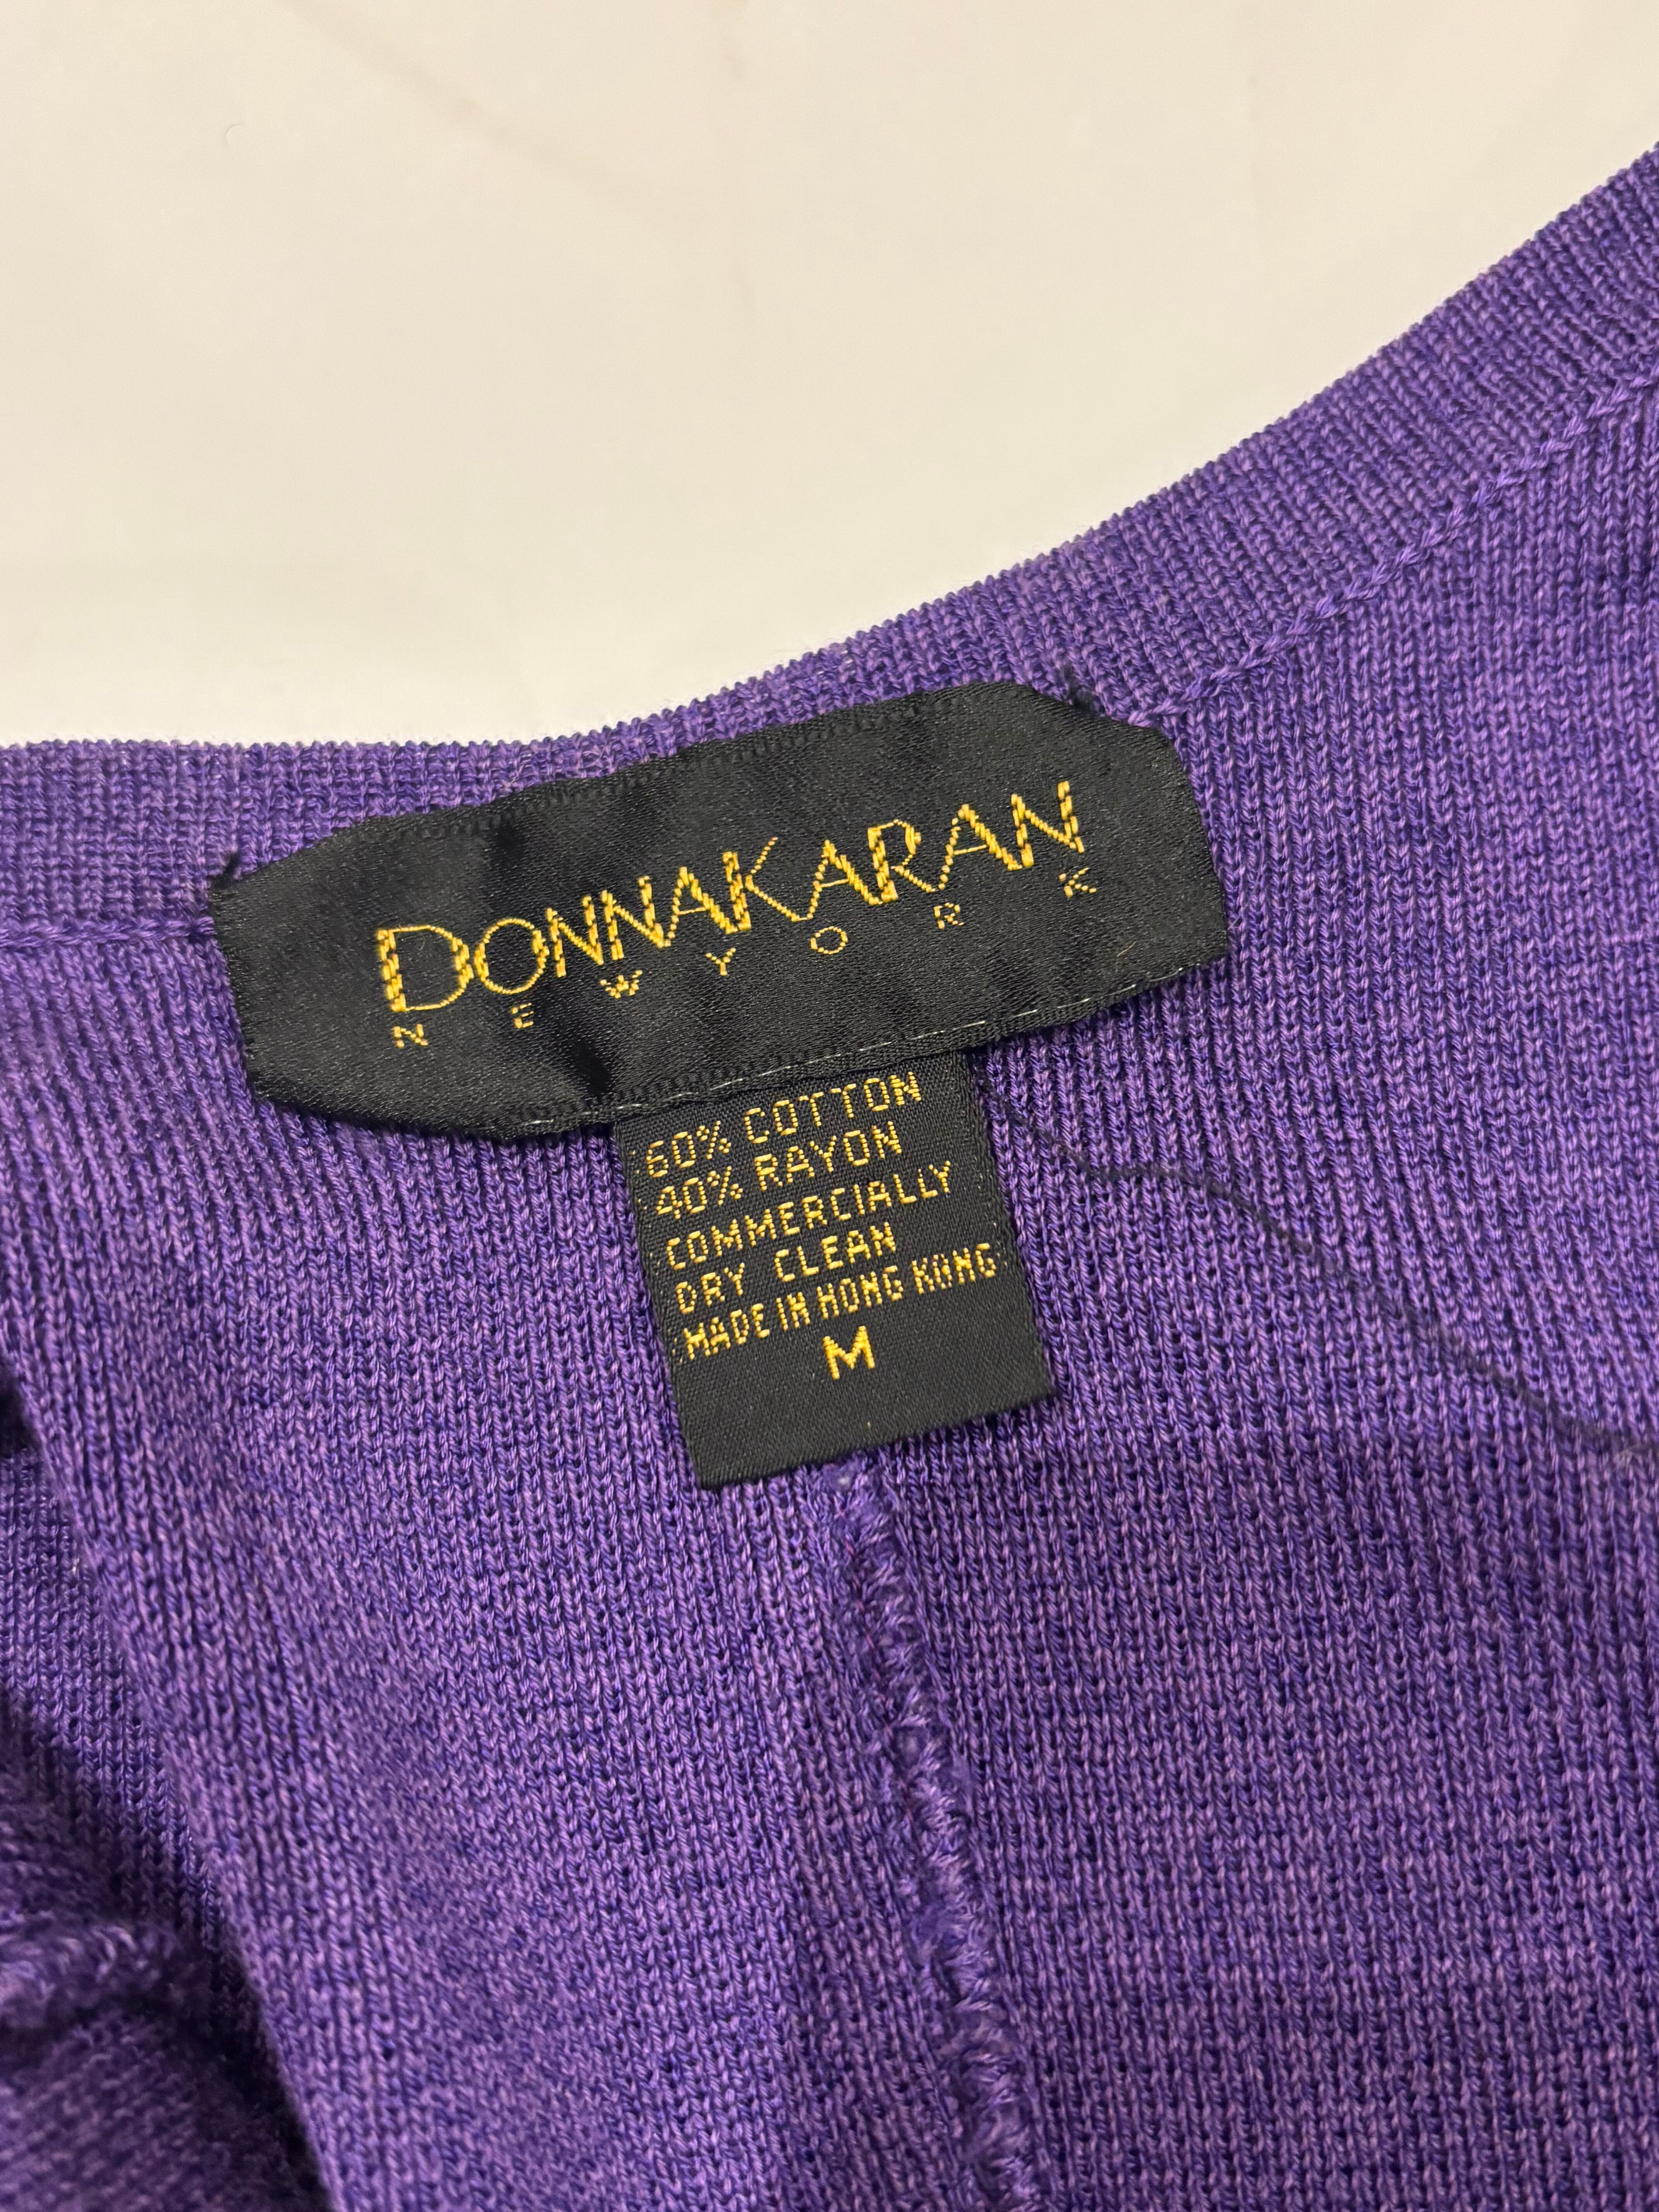 DONNAKARAN
NEW YORK
60% COTTON
40% RAYON
COMMERCIALLY
DRY CLEAN
MADE IN HONG KONG
M